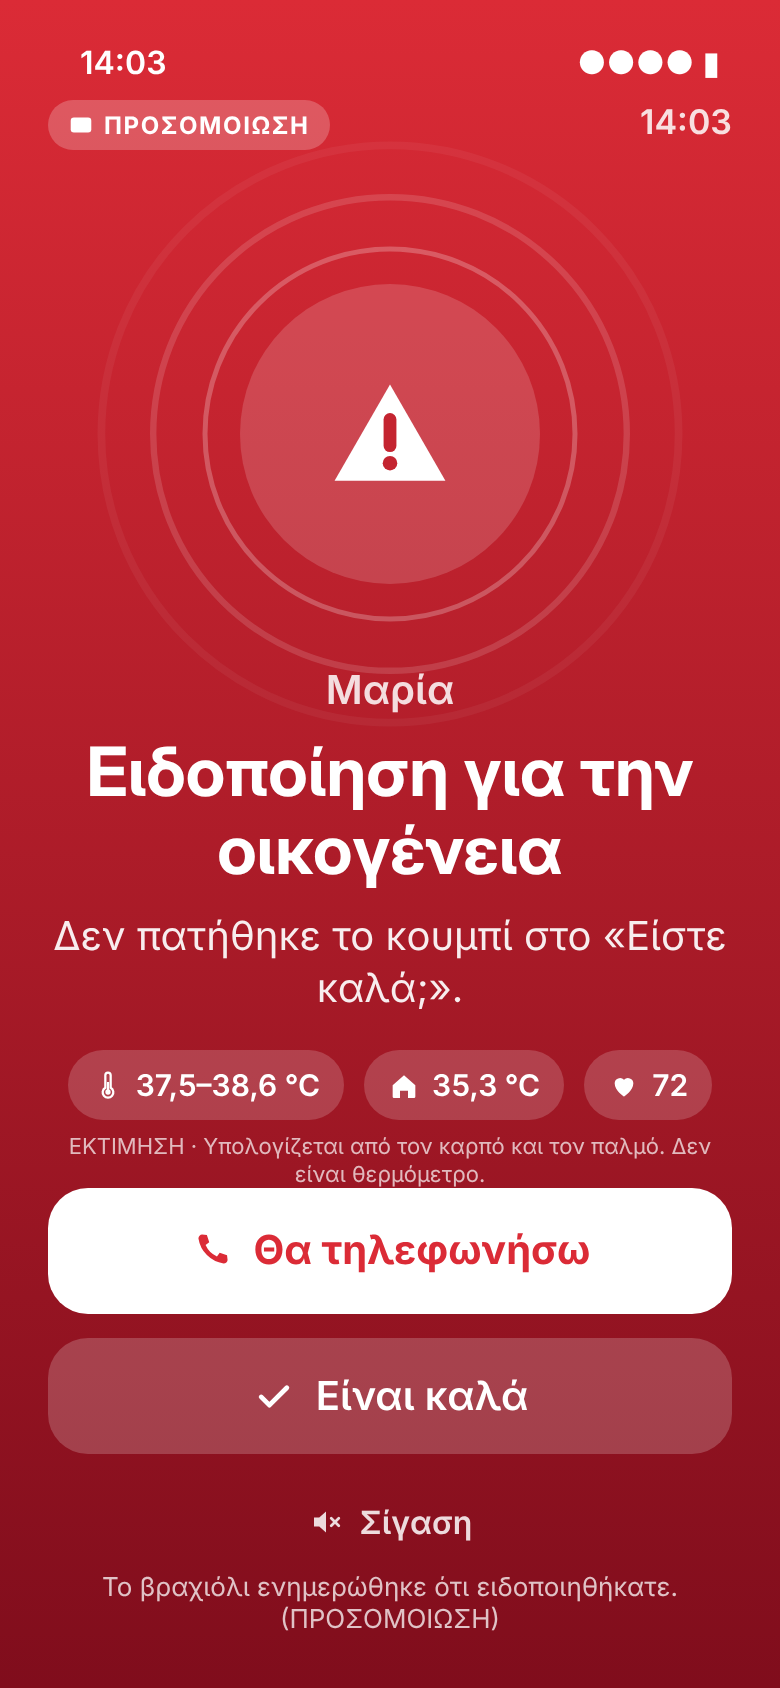 14:03
ΠΡΟΣΟΜΟΙΩΣΗ
14:03
Μαρία
Ειδοποίηση για την
οικογένεια
Δεν πατήθηκε το κουμπί στο «Είστε
καλά;».
37,5–38,6 °C
35,3 °C
72
ΕΚΤΙΜΗΣΗ · Υπολογίζεται από τον καρπό και τον παλμό. Δεν
είναι θερμόμετρο.
Θα τηλεφωνήσω
Είναι καλά
Σίγαση
Το βραχιόλι ενημερώθηκε ότι ειδοποιηθήκατε.
(ΠΡΟΣΟΜΟΙΩΣΗ)